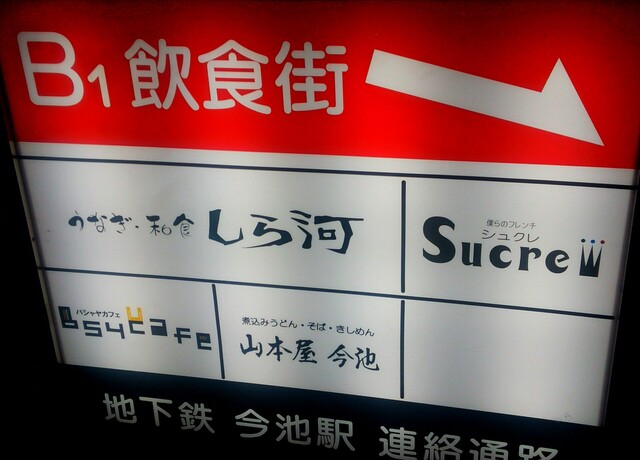 B1 飲食街
うなぎ・和食 しら河
僕らのフレンチ
シュクレ
Sucre
バシャヤカフェ
煮込みうどん・そば・きしめん
山本屋 今池
地下鉄 今池駅 連絡通路